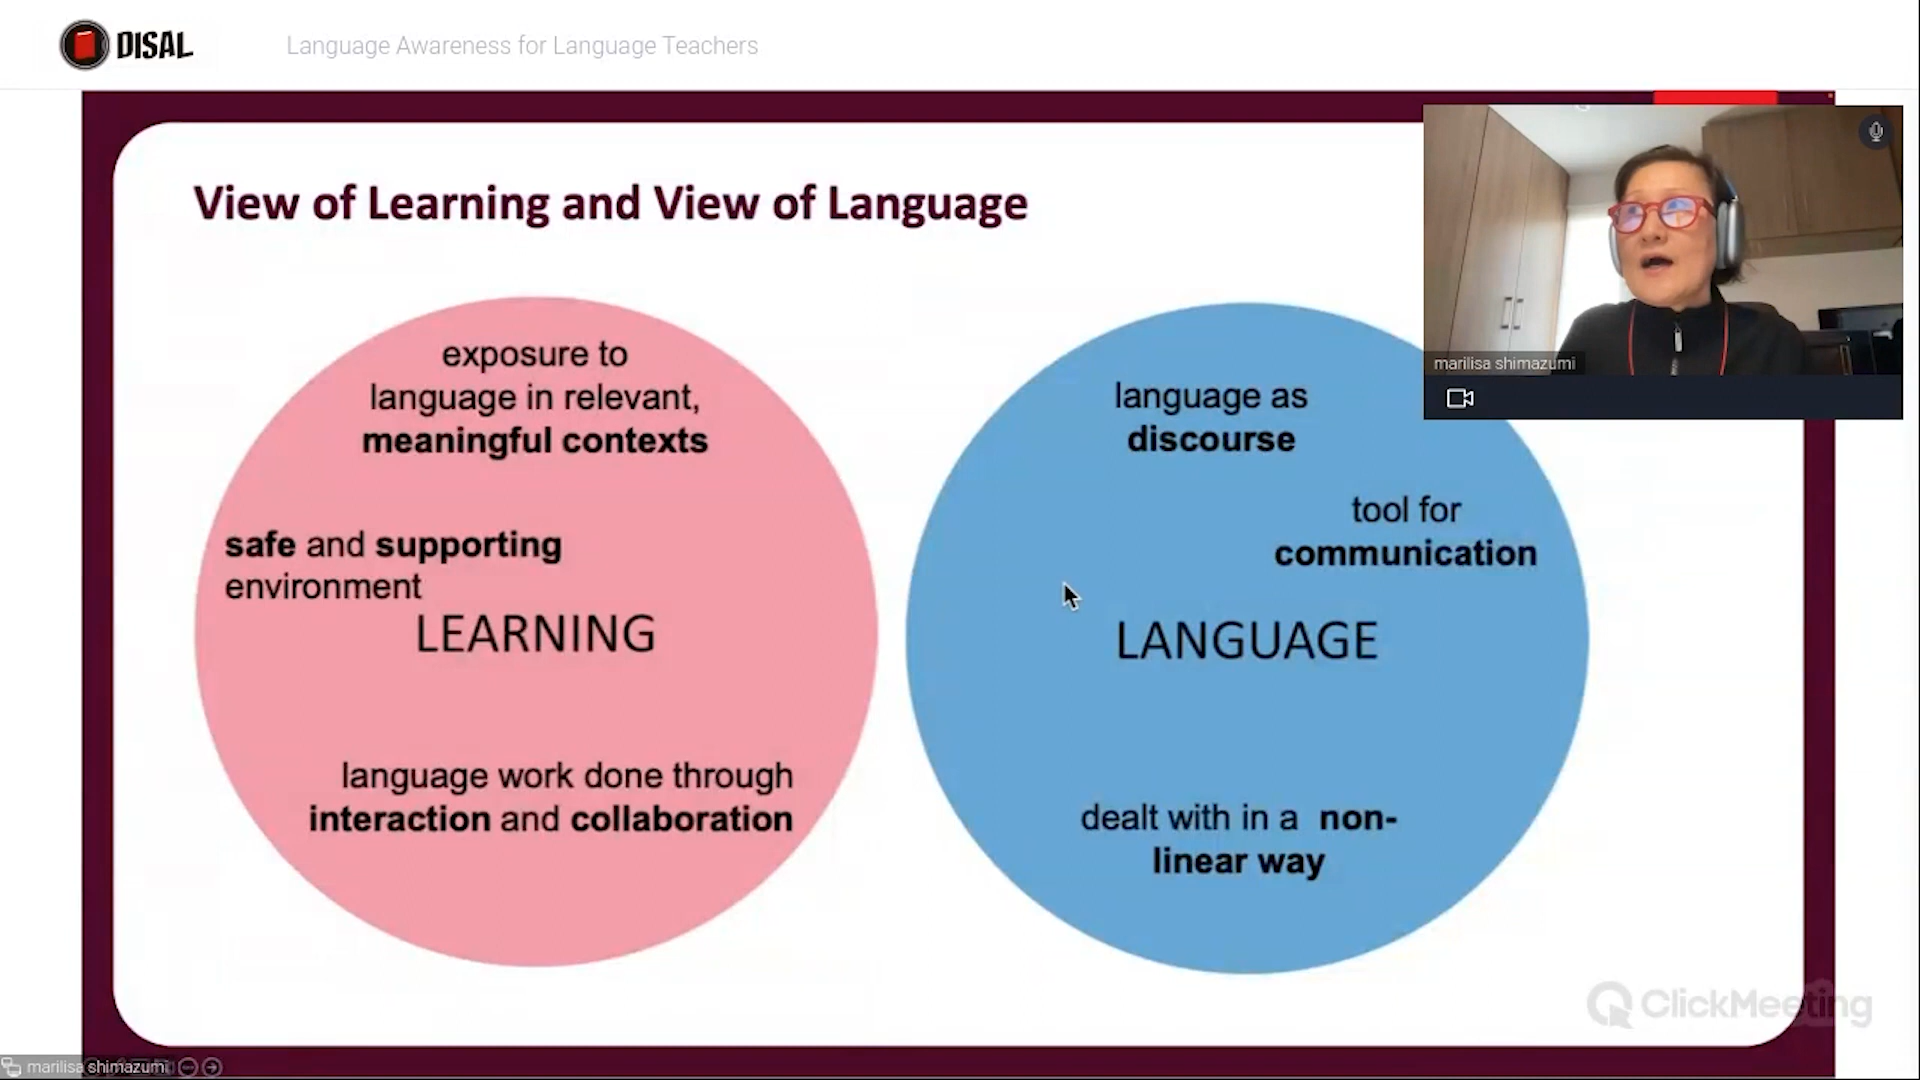 DISAL
Language Awareness for Language Teachers
View of Learning and View of Language
exposure to
language in relevant,
meaningful contexts
safe and supporting
environment
LEARNING
language work done through
interaction and collaboration
language as
discourse
tool for
communication
LANGUAGE
dealt with in a non-
linear way
marilisa shimazumi
ClickMeeting
marilisa shimazumi